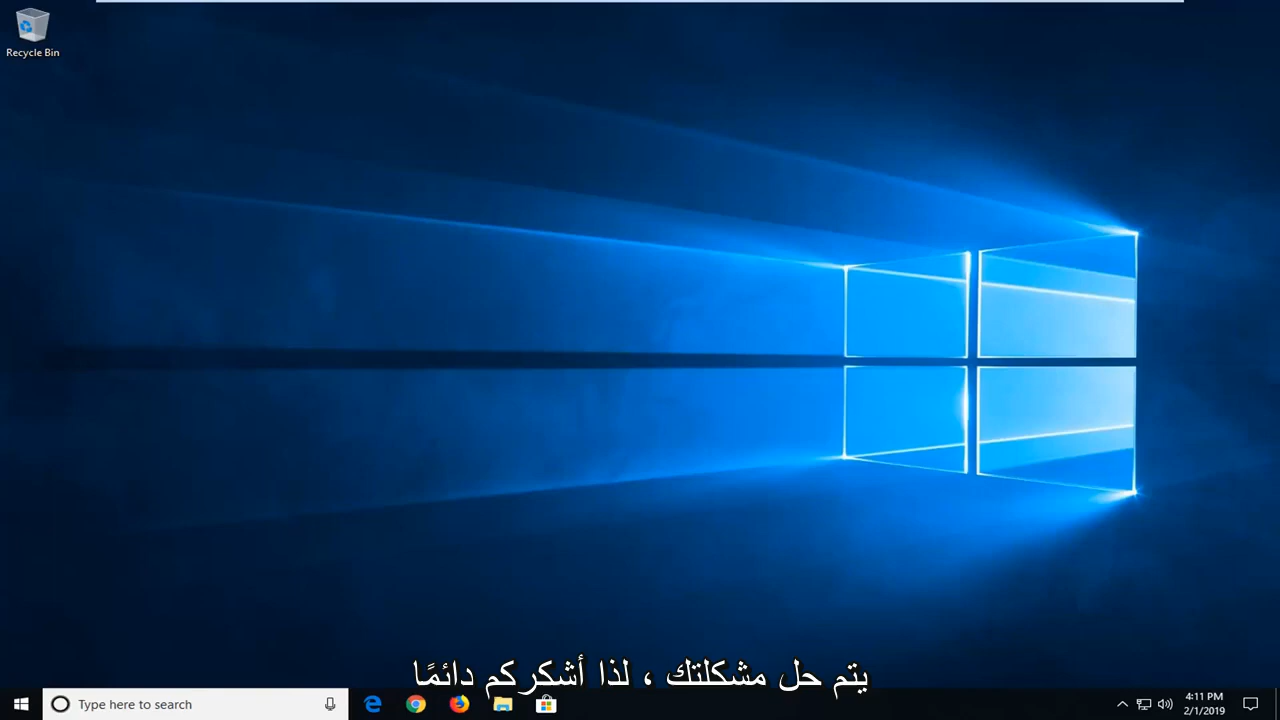 Recycle Bin
يتم حل مشكلتك ، لذا أشكركم دائمًا
Type here to search
4:11 PM
2/1/2019